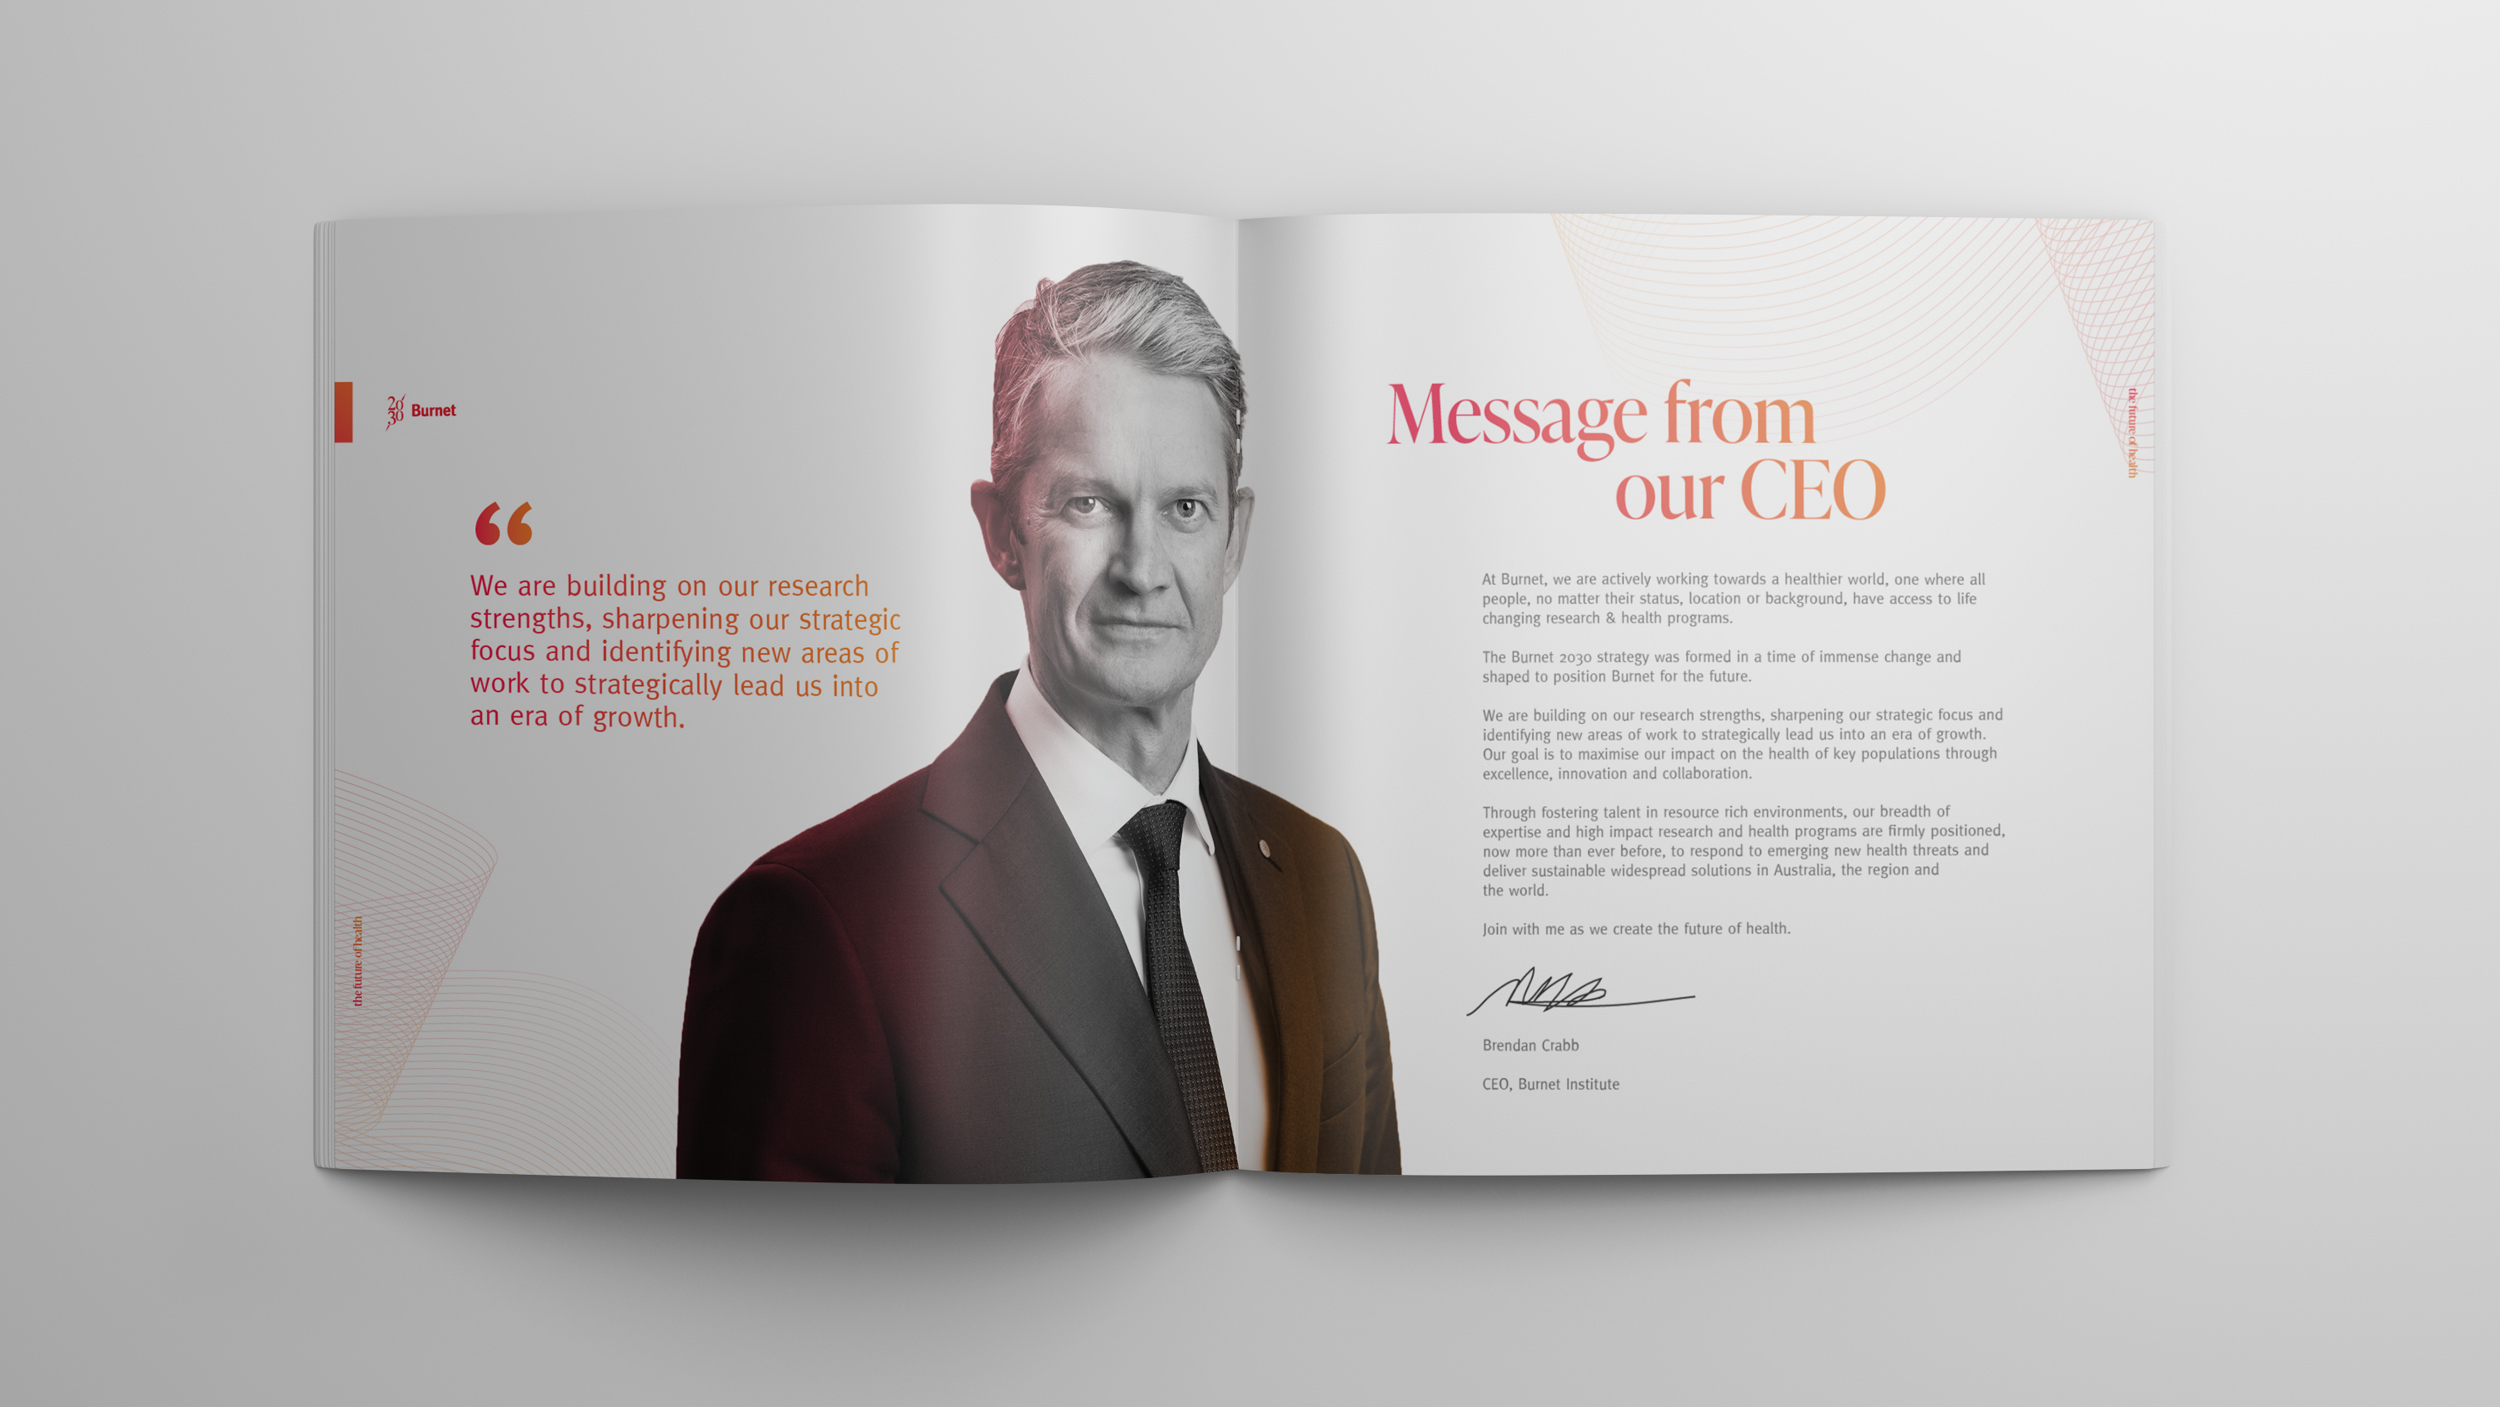 2030 Burnet
“
We are building on our research
strengths, sharpening our strategic
focus and identifying new areas of
work to strategically lead us into
an era of growth.
the future of health
Message from
our CEO
the future of health
At Burnet, we are actively working towards a healthier world, one where all
people, no matter their status, location or background, have access to life
changing research & health programs.
The Burnet 2030 strategy was formed in a time of immense change and
shaped to position Burnet for the future.
We are building on our research strengths, sharpening our strategic focus and
identifying new areas of work to strategically lead us into an era of growth.
Our goal is to maximise our impact on the health of key populations through
excellence, innovation and collaboration.
Through fostering talent in resource rich environments, our breadth of
expertise and high impact research and health programs are firmly positioned,
now more than ever before, to respond to emerging new health threats and
deliver sustainable widespread solutions in Australia, the region and
the world.
Join with me as we create the future of health.
Brendan Crabb
CEO, Burnet Institute